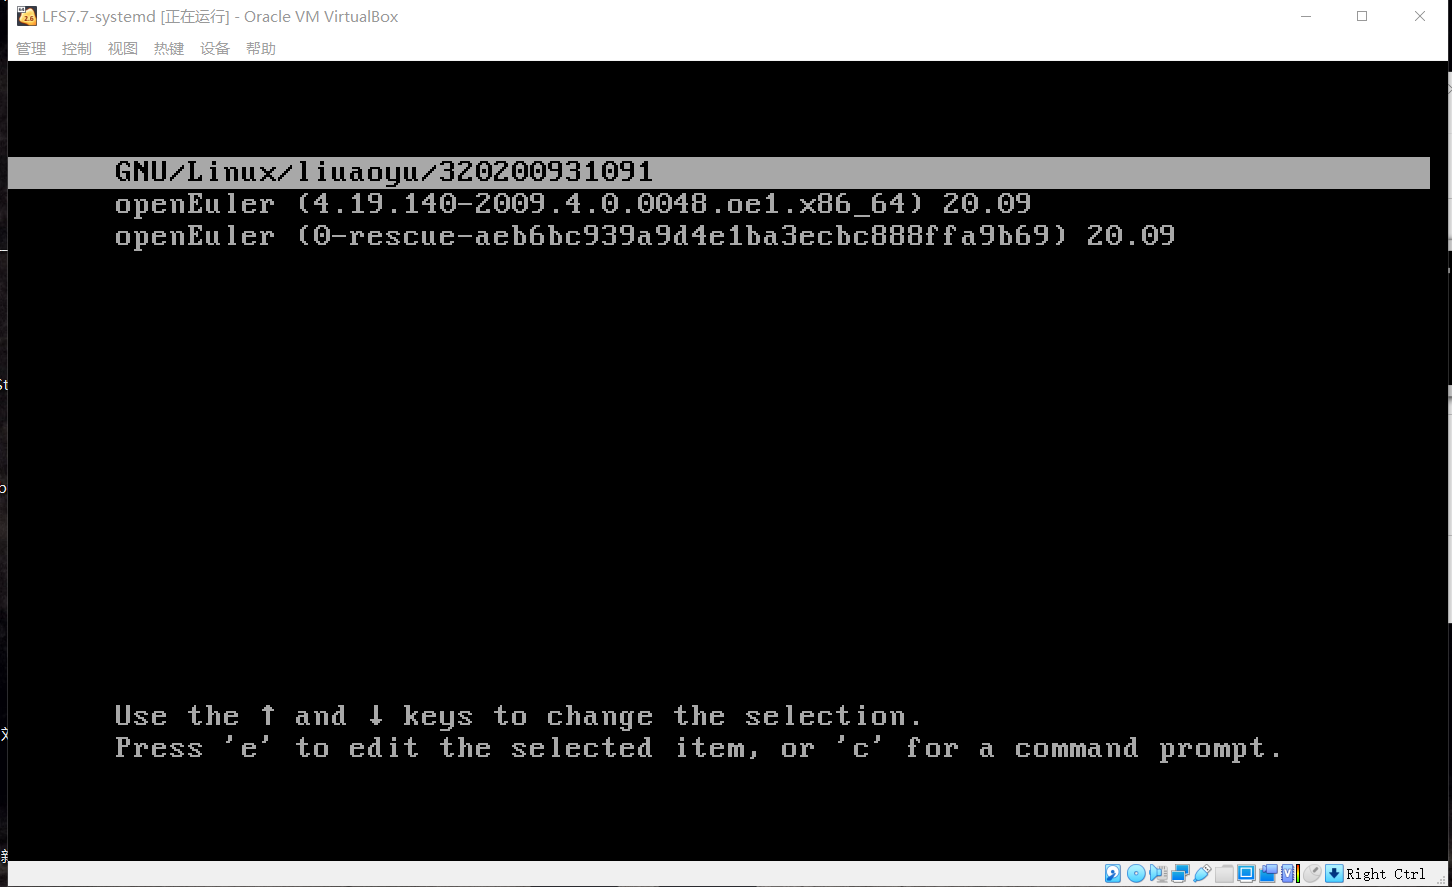 LFS7.7-systemd [正在运行] - Oracle VM VirtualBox
管理 控制 视图 热键 设备 帮助
GNU/Linux/liuaoyu/320200931091
openEuler (4.19.140-2009.4.0.0048.oe1.x86_64) 20.09
openEuler (0-rescue-aeb6bc939a9d4e1ba3ecbc888ffa9b69) 20.09
Use the ↑ and ↓ keys to change the selection.
Press 'e' to edit the selected item, or 'c' for a command prompt.
Right Ctrl